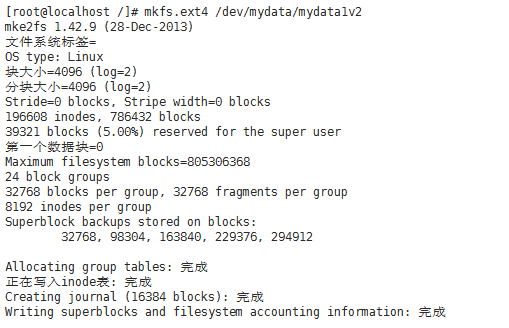 [root@localhost /]# mkfs.ext4 /dev/mydata/mydata1v2
mke2fs 1.42.9 (28-Dec-2013)
文件系统标签=
OS type: Linux
块大小=4096 (log=2)
分块大小=4096 (log=2)
Stride=0 blocks, Stripe width=0 blocks
196608 inodes, 786432 blocks
39321 blocks (5.00%) reserved for the super user
第一个数据块=0
Maximum filesystem blocks=805306368
24 block groups
32768 blocks per group, 32768 fragments per group
8192 inodes per group
Superblock backups stored on blocks:
32768, 98304, 163840, 229376, 294912
Allocating group tables: 完成
正在写入inode表: 完成
Creating journal (16384 blocks): 完成
Writing superblocks and filesystem accounting information: 完成